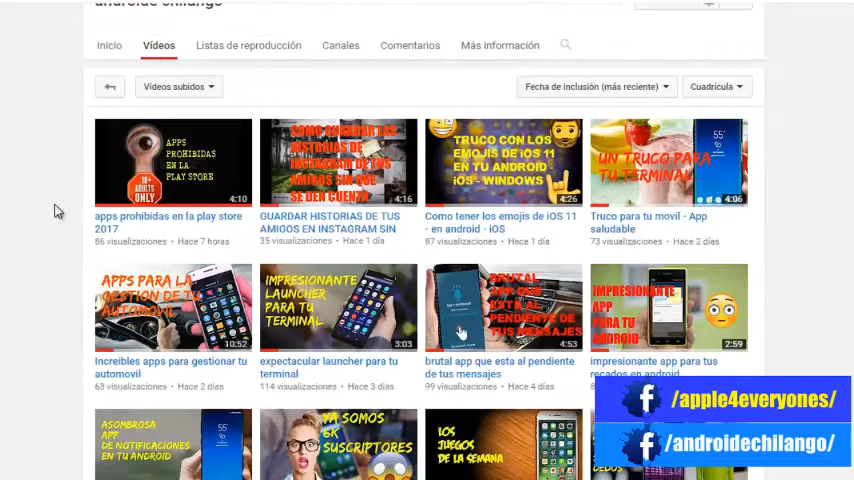 androide chilango
Inicio Vídeos Listas de reproducción Canales Comentarios Más información
Vídeos subidos Fecha de inclusión (más reciente) Cuadrícula
APPS
PROHIBIDAS
EN LA
PLAY STORE
18+
ADULTS
ONLY
4:10
COMO GUARDAR LAS
HISTORIAS DE
INSTAGRAM DE TUS
AMIGOS SIN QUE
SE DEN CUENTA
4:16
TRUCO CON LOS
EMOJIS DE iOS 11
EN TU ANDROID
iOS - WINDOWS
4:26
UN TRUCO PARA
TU TERMINAL
4:06
apps prohibidas en la play store
2017
86 visualizaciones • Hace 7 horas
GUARDAR HISTORIAS DE TUS
AMIGOS EN INSTAGRAM SIN
35 visualizaciones • Hace 1 día
Como tener los emojis de iOS 11
- en android - iOS
87 visualizaciones • Hace 1 día
Truco para tu movil - App
saludable
73 visualizaciones • Hace 2 días
APPS PARA LA
GESTION DE TU
AUTOMOVIL
10:52
IMPRESIONANTE
LAUNCHER
PARA TU
TERMINAL
3:03
BRUTAL
APP QUE
ESTA AL
PENDIENTE DE
TUS MENSAJES
4:53
IMPRESIONANTE
APP
PARA TU
ANDROID
2:59
Increibles apps para gestionar tu
automovil
63 visualizaciones • Hace 2 días
expectacular launcher para tu
terminal
114 visualizaciones • Hace 3 días
brutal app que esta al pendiente
de tus mensajes
99 visualizaciones • Hace 4 días
impresionante app para tus
recados en android
ASOMBROSA
APP
DE NOTIFICACIONES
EN TU ANDROID
YA SOMOS
6K
SUSCRIPTORES
LOS
JUEGOS
DE LA SEMANA
DEDOS
/apple4everyones/
/androidechilango/